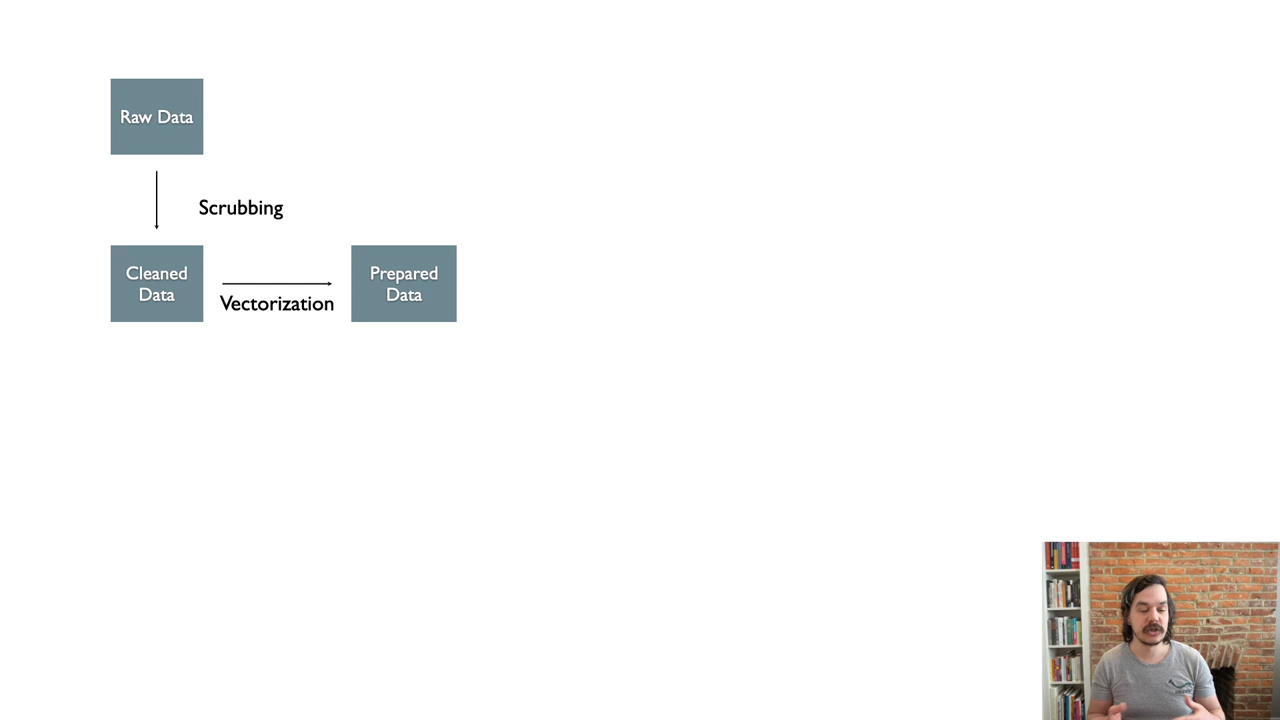 Raw Data
Scrubbing
Cleaned
Data
Vectorization
Prepared
Data